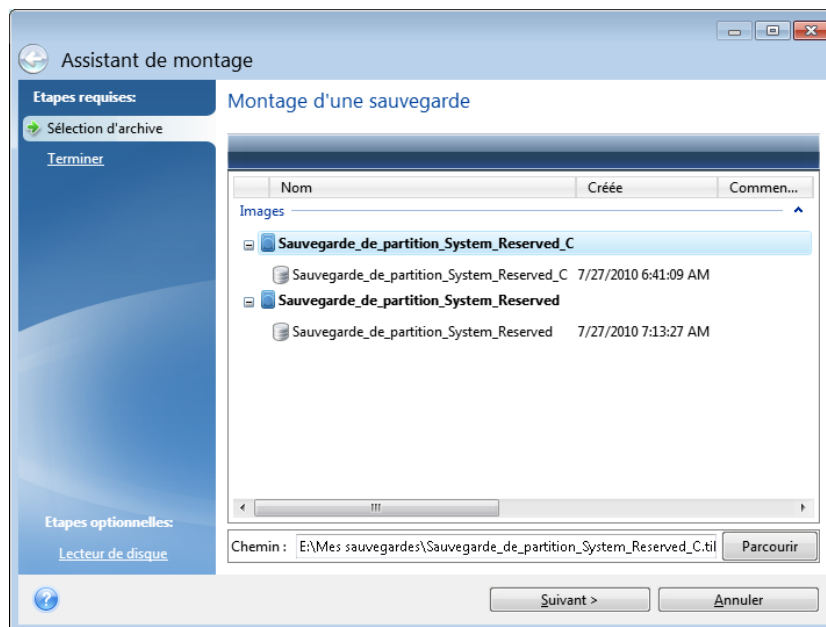 Assistant de montage
Etapes requises:
Sélection d'archive
Terminer
Montage d'une sauvegarde
Nom Créée Commen...
Images
Sauvegarde_de_partition_System_Reserved_C
Sauvegarde_de_partition_System_Reserved_C 7/27/2010 6:41:09 AM
Sauvegarde_de_partition_System_Reserved
Sauvegarde_de_partition_System_Reserved 7/27/2010 7:13:27 AM
Etapes optionnelles:
Lecteur de disque
Chemin : E:\Mes sauvegardes\Sauvegarde_de_partition_System_Reserved_C.til Parcourir
Suivant > Annuler